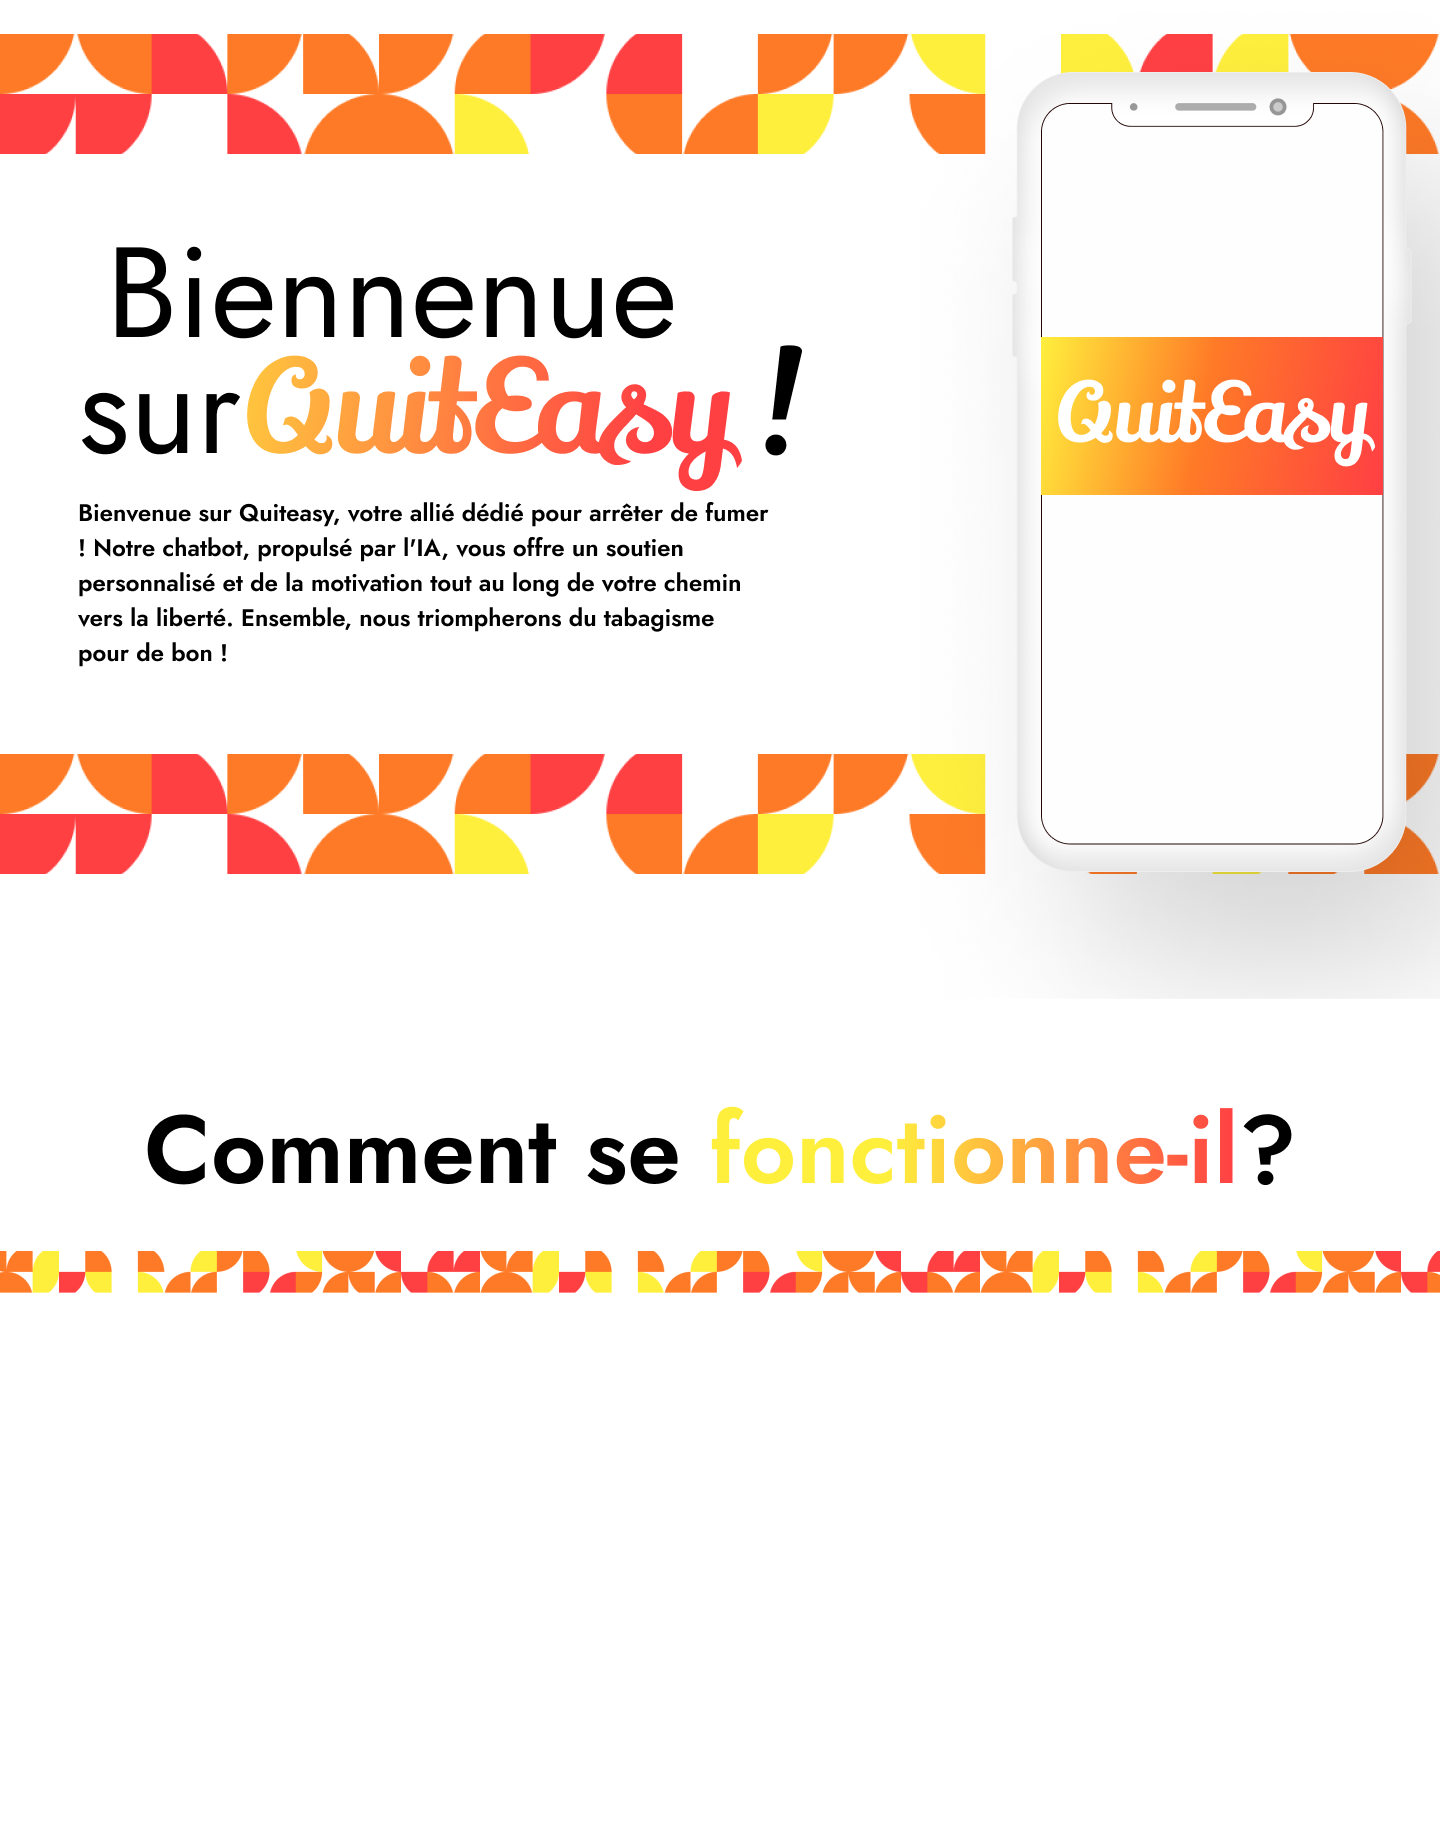 Biennenue
sur QuitEasy !
QuitEasy
Bienvenue sur Quiteasy, votre allié dédié pour arrêter de fumer
! Notre chatbot, propulsé par l'IA, vous offre un soutien
personnalisé et de la motivation tout au long de votre chemin
vers la liberté. Ensemble, nous triompherons du tabagisme
pour de bon !
Comment se fonctionne-il?